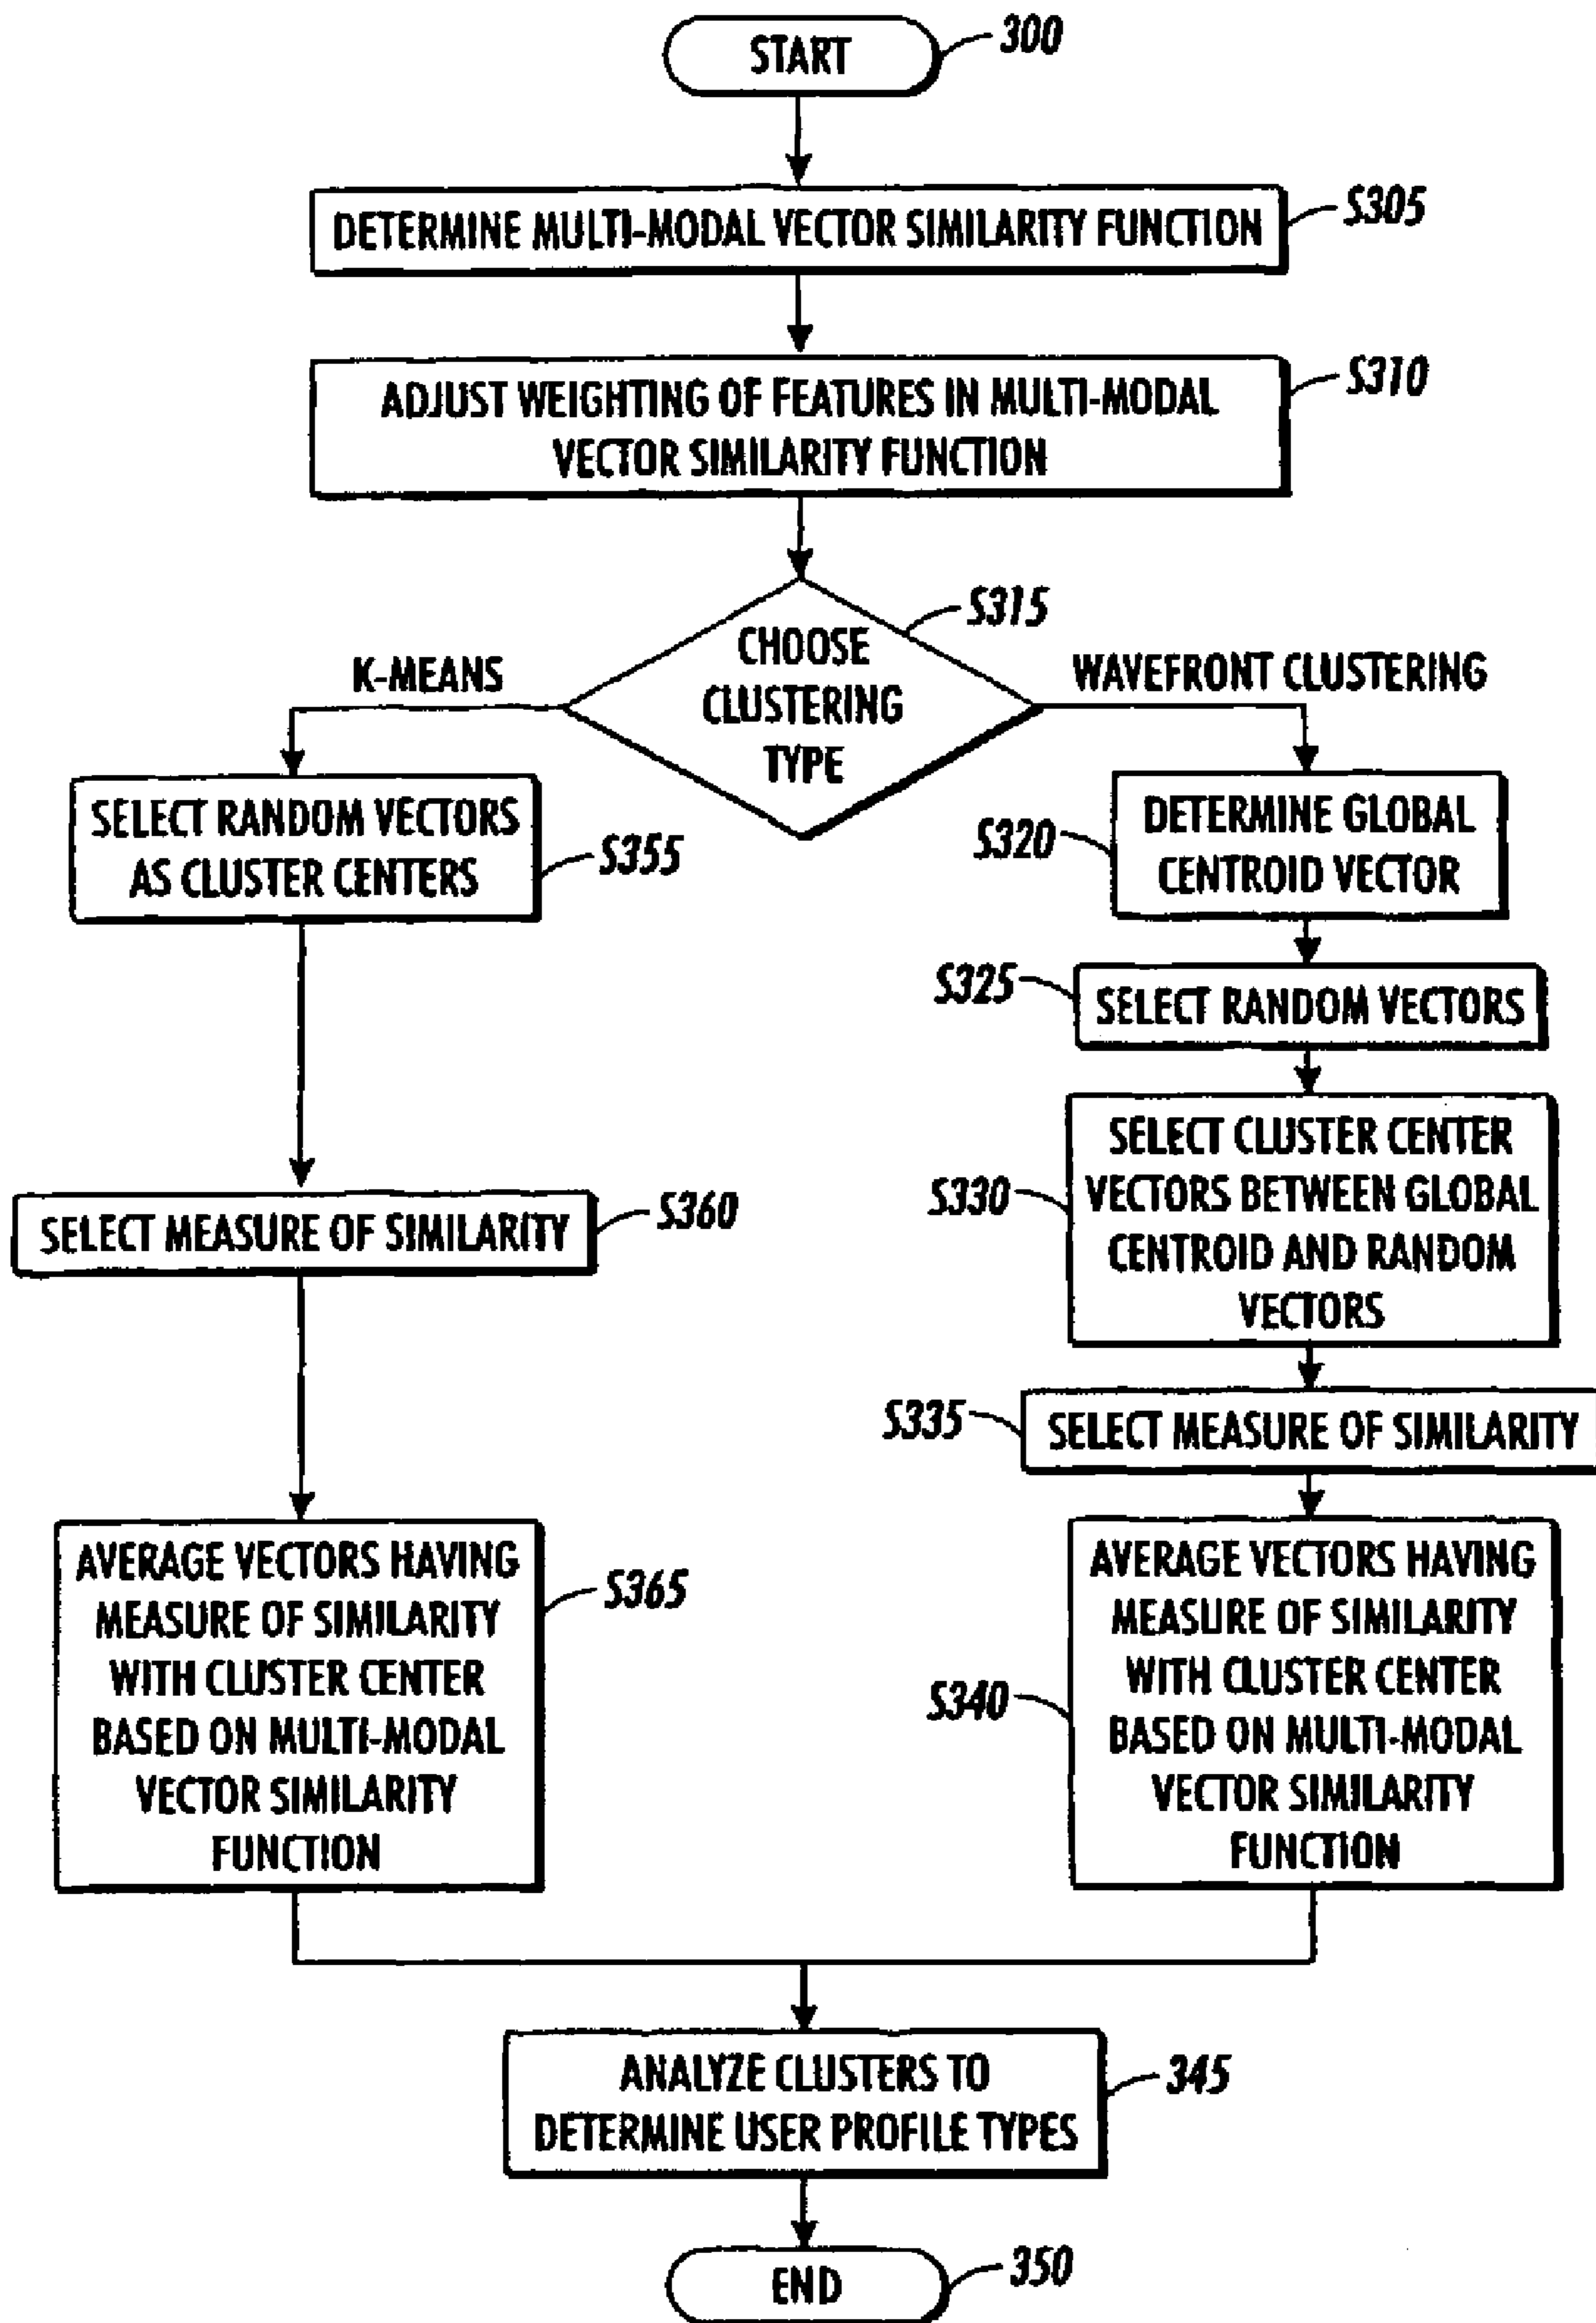 START
300
DETERMINE MULTI-MODAL VECTOR SIMILARITY FUNCTION
S305
ADJUST WEIGHTING OF FEATURES IN MULTI-MODAL
VECTOR SIMILARITY FUNCTION
S310
CHOOSE
CLUSTERING
TYPE
S315
K-MEANS
WAVEFRONT CLUSTERING
SELECT RANDOM VECTORS
AS CLUSTER CENTERS
S355
SELECT MEASURE OF SIMILARITY
S360
AVERAGE VECTORS HAVING
MEASURE OF SIMILARITY
WITH CLUSTER CENTER
BASED ON MULTI-MODAL
VECTOR SIMILARITY
FUNCTION
S365
DETERMINE GLOBAL
CENTROID VECTOR
S320
S325
SELECT RANDOM VECTORS
SELECT CLUSTER CENTER
VECTORS BETWEEN GLOBAL
CENTROID AND RANDOM
VECTORS
S330
S335
SELECT MEASURE OF SIMILARITY
AVERAGE VECTORS HAVING
MEASURE OF SIMILARITY
WITH CLUSTER CENTER
BASED ON MULTI-MODAL
VECTOR SIMILARITY
FUNCTION
S340
ANALYZE CLUSTERS TO
DETERMINE USER PROFILE TYPES
345
END
350